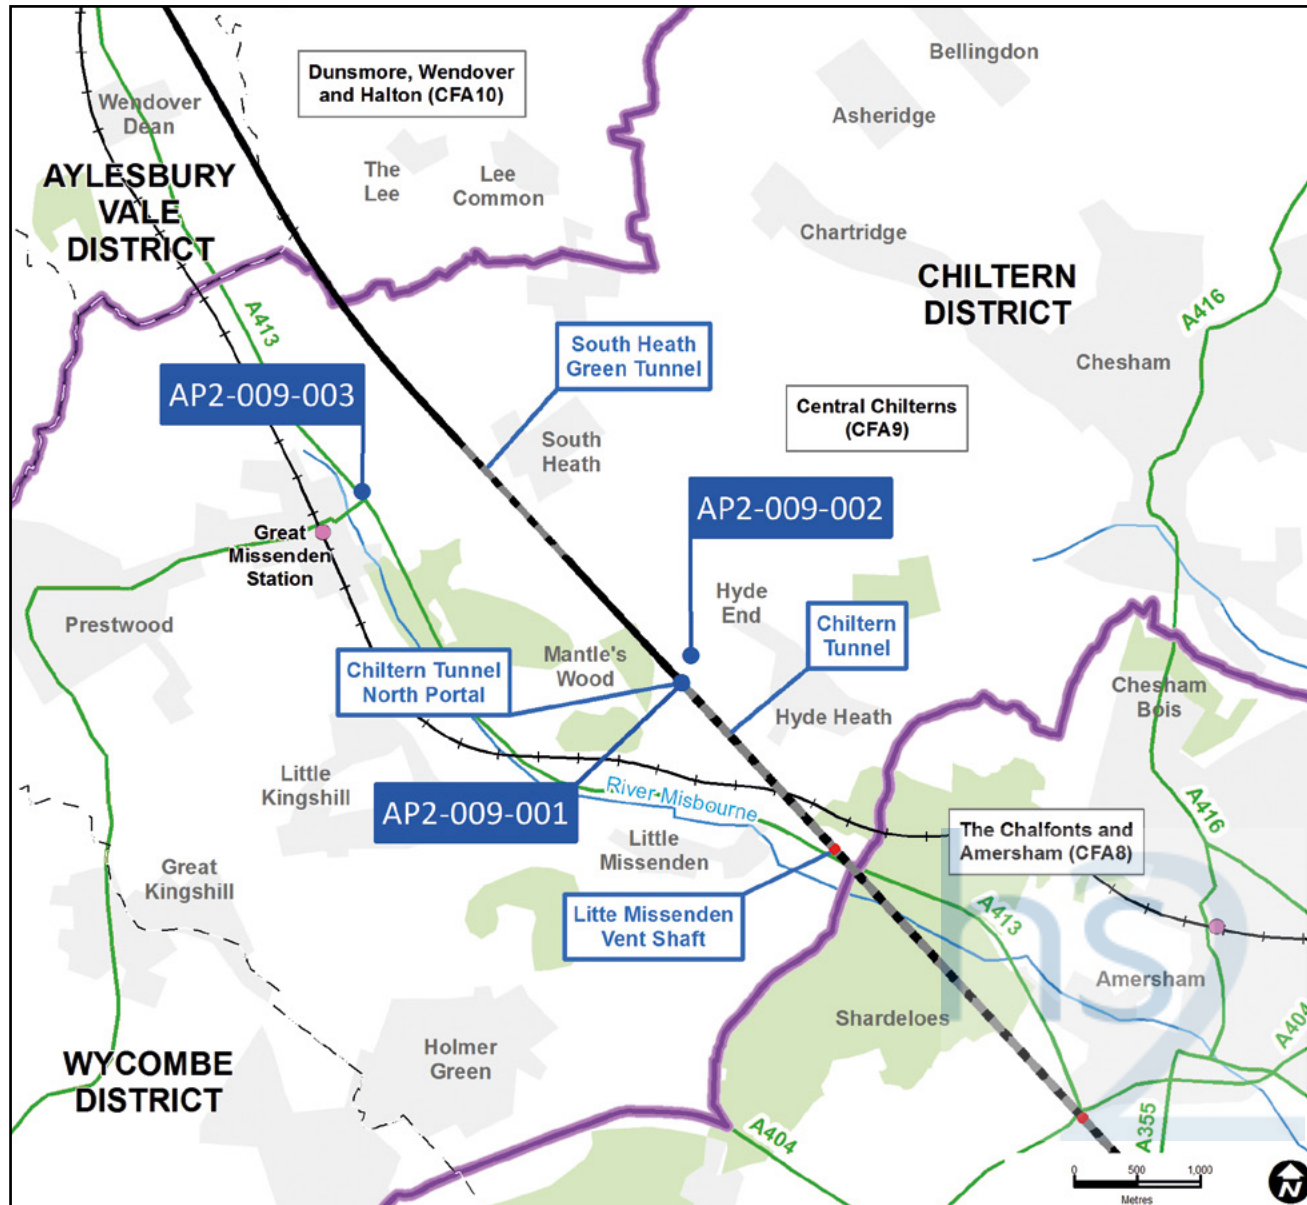 Bellingdon
Dunsmore, Wendover
and Halton (CFA10)
Wendover
Dean
Asheridge
The
Lee
Lee
Common
AYLESBURY
VALE
DISTRICT
Chartridge
CHILTERN
DISTRICT
A416
A413
South Heath
Green Tunnel
Chesham
AP2-009-003
Central Chilterns
(CFA9)
South
Heath
AP2-009-002
Great
Missenden
Station
Hyde
End
Prestwood
Chiltern
Tunnel
Mantle's
Wood
Chiltern Tunnel
North Portal
Chesham
Bois
Hyde Heath
Little
Kingshill
River Misbourne
AP2-009-001
A416
The Chalfonts and
Amersham (CFA8)
Little
Missenden
Great
Kingshill
Litte Missenden
Vent Shaft
A413
hs2
Amersham
Shardeloes
A404
Holmer
Green
WYCOMBE
DISTRICT
A404
A355
0 500 1,000
Metres
N